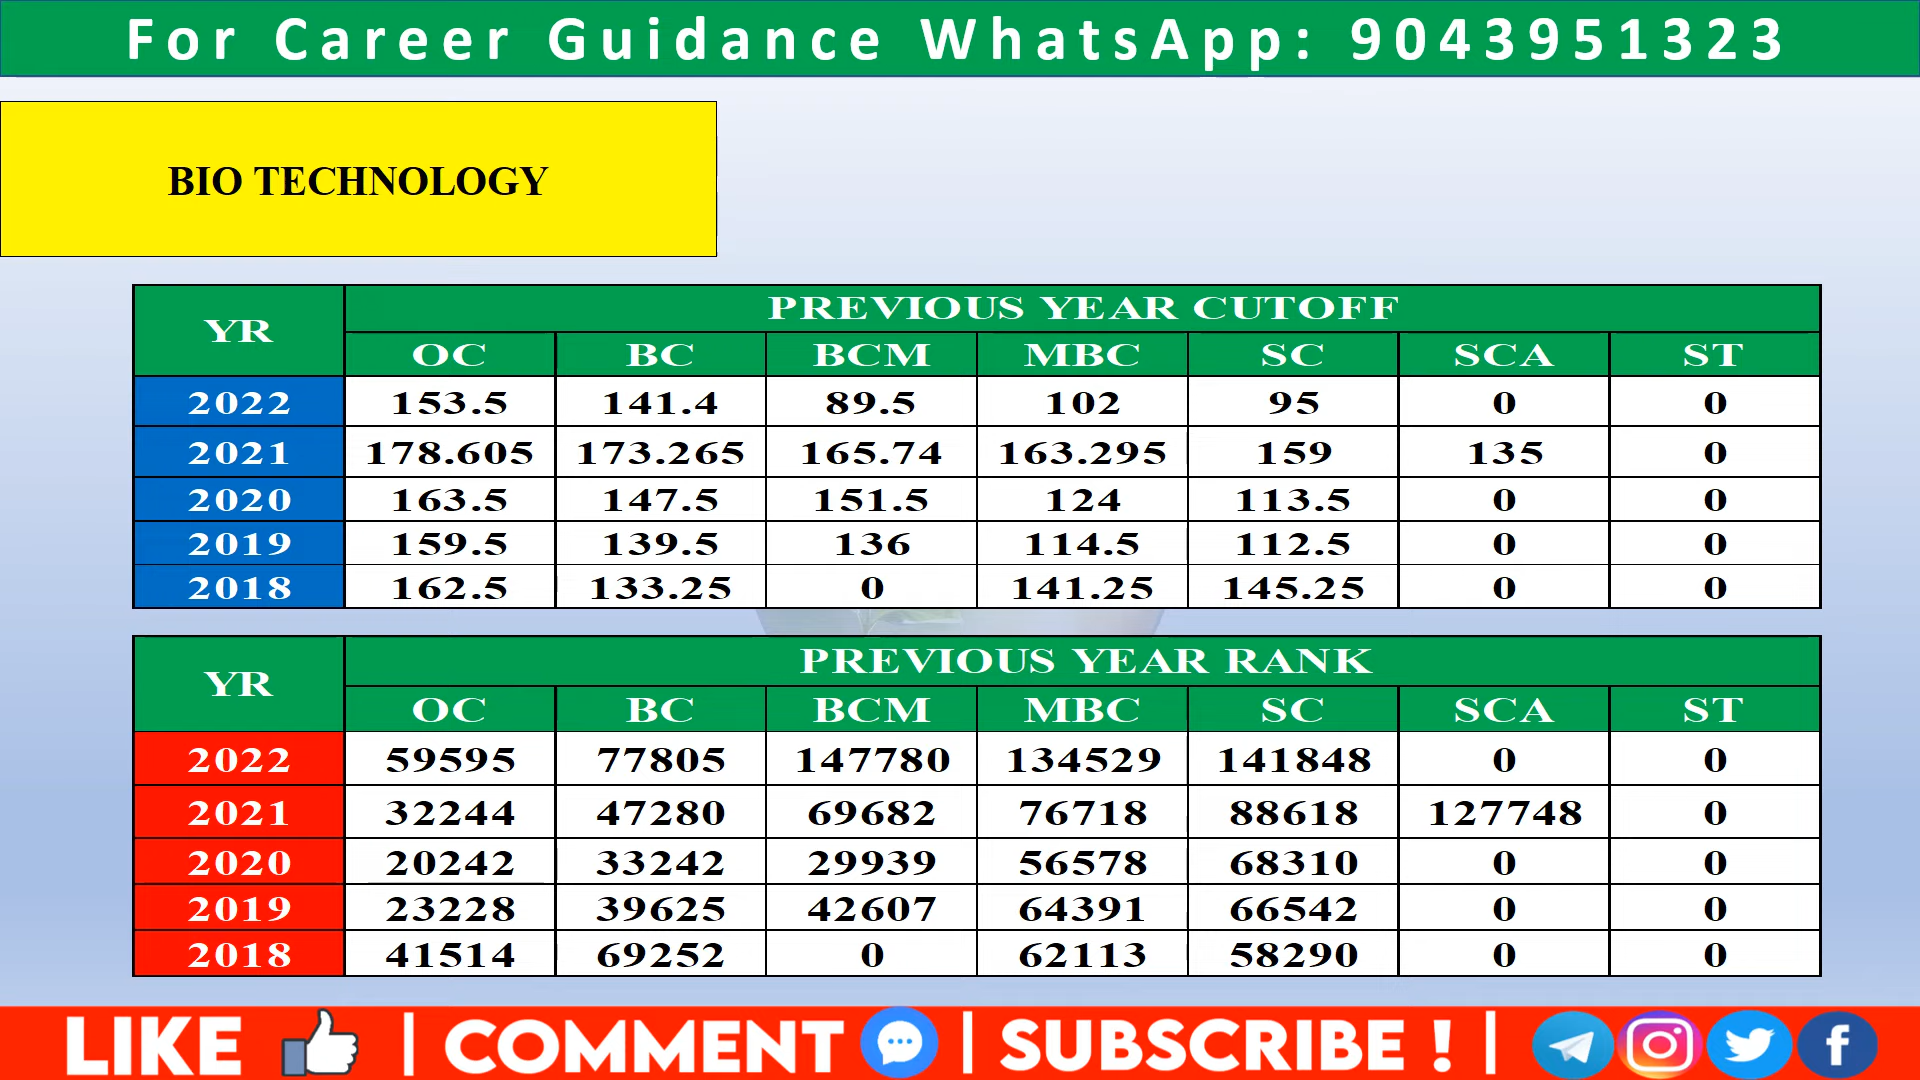 For Career Guidance WhatsApp: 9043951323
BIO TECHNOLOGY
YR PREVIOUS YEAR CUTOFF
OC BC BCM MBC SC SCA ST
2022 153.5 141.4 89.5 102 95 0 0
2021 178.605 173.265 165.74 163.295 159 135 0
2020 163.5 147.5 151.5 124 113.5 0 0
2019 159.5 139.5 136 114.5 112.5 0 0
2018 162.5 133.25 0 141.25 145.25 0 0
YR PREVIOUS YEAR RANK
OC BC BCM MBC SC SCA ST
2022 59595 77805 147780 134529 141848 0 0
2021 32244 47280 69682 76718 88618 127748 0
2020 20242 33242 29939 56578 68310 0 0
2019 23228 39625 42607 64391 66542 0 0
2018 41514 69252 0 62113 58290 0 0
LIKE | COMMENT | SUBSCRIBE ! |